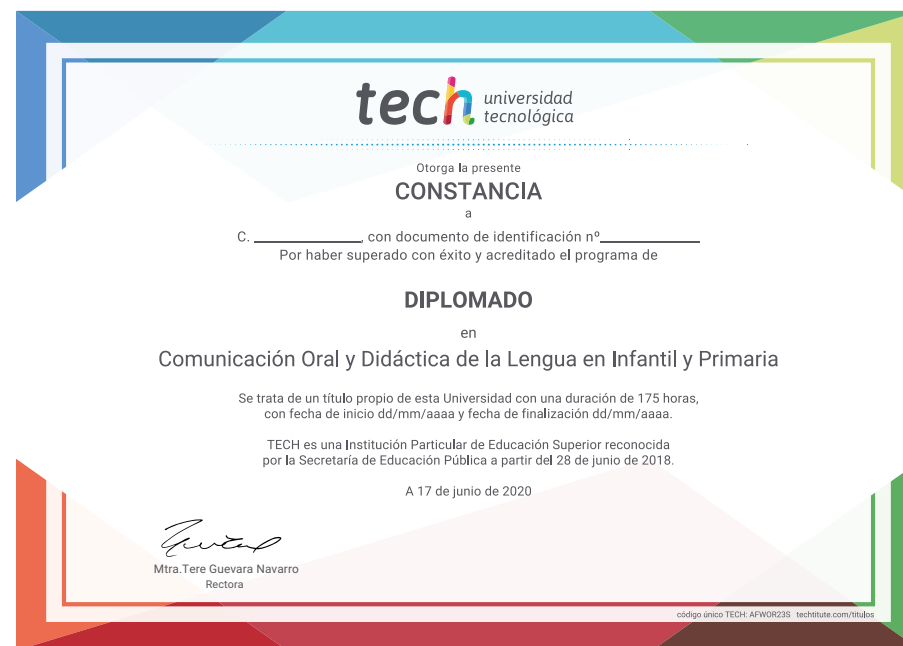 tech universidad
tecnológica
Otorga la presente
CONSTANCIA
a
C. ______________, con documento de identificación nº_____________
Por haber superado con éxito y acreditado el programa de
DIPLOMADO
en
Comunicación Oral y Didáctica de la Lengua en Infantil y Primaria
Se trata de un título propio de esta Universidad con una duración de 175 horas,
con fecha de inicio dd/mm/aaaa y fecha de finalización dd/mm/aaaa.
TECH es una Institución Particular de Educación Superior reconocida
por la Secretaría de Educación Pública a partir del 28 de junio de 2018.
A 17 de junio de 2020
Mtra.Tere Guevara Navarro
Rectora
código único TECH: AFWOR23S techtitute.com/titulos